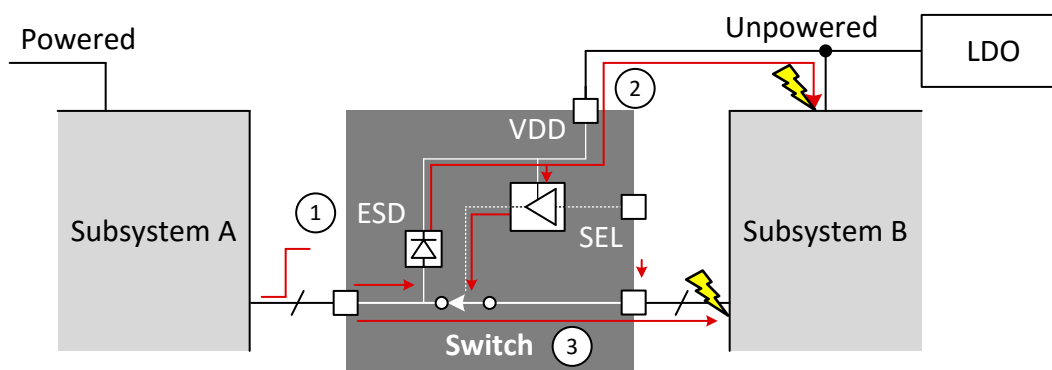 Powered
Unpowered
LDO
2
VDD
1
ESD
Subsystem A
SEL
Subsystem B
Switch
3